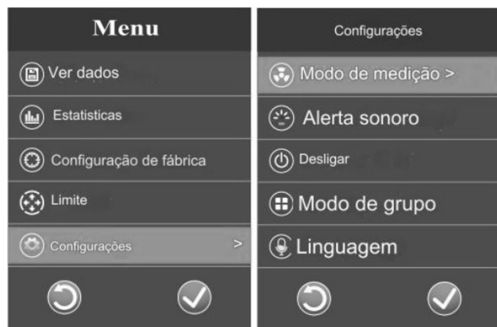 Menu
Ver dados
Estatisticas
Configuração de fábrica
Limite
Configurações >
Configurações
Modo de medição >
Alerta sonoro
Desligar
Modo de grupo
Linguagem